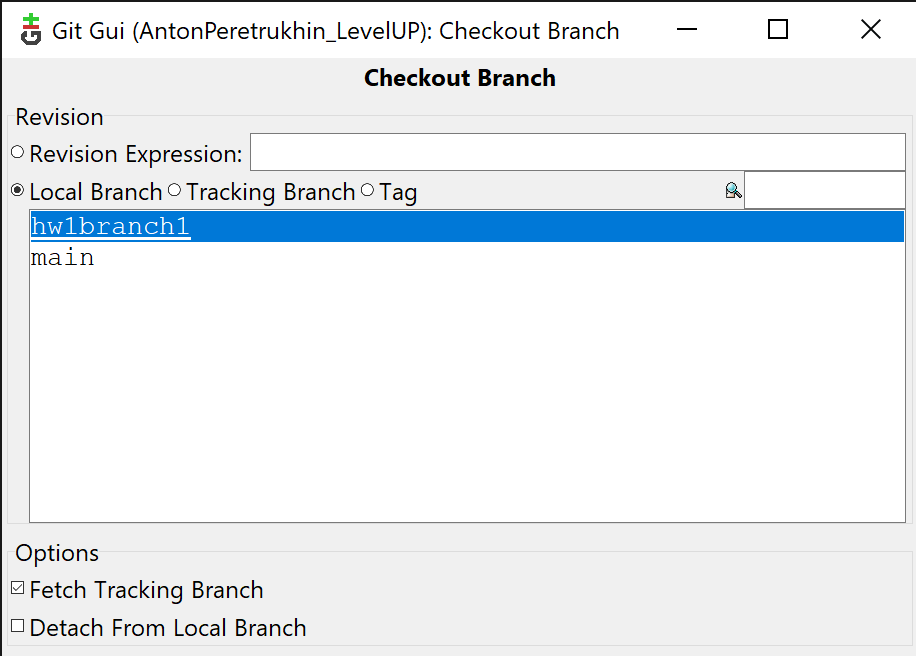 Git Gui (AntonPeretrukhin_LevelUP): Checkout Branch
Checkout Branch
Revision
Revision Expression:
Local Branch Tracking Branch Tag
hw1branch1
main
Options
Fetch Tracking Branch
Detach From Local Branch